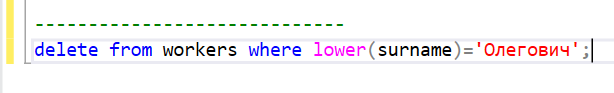 ----------------------------
delete from workers where lower(surname)='Олегович';